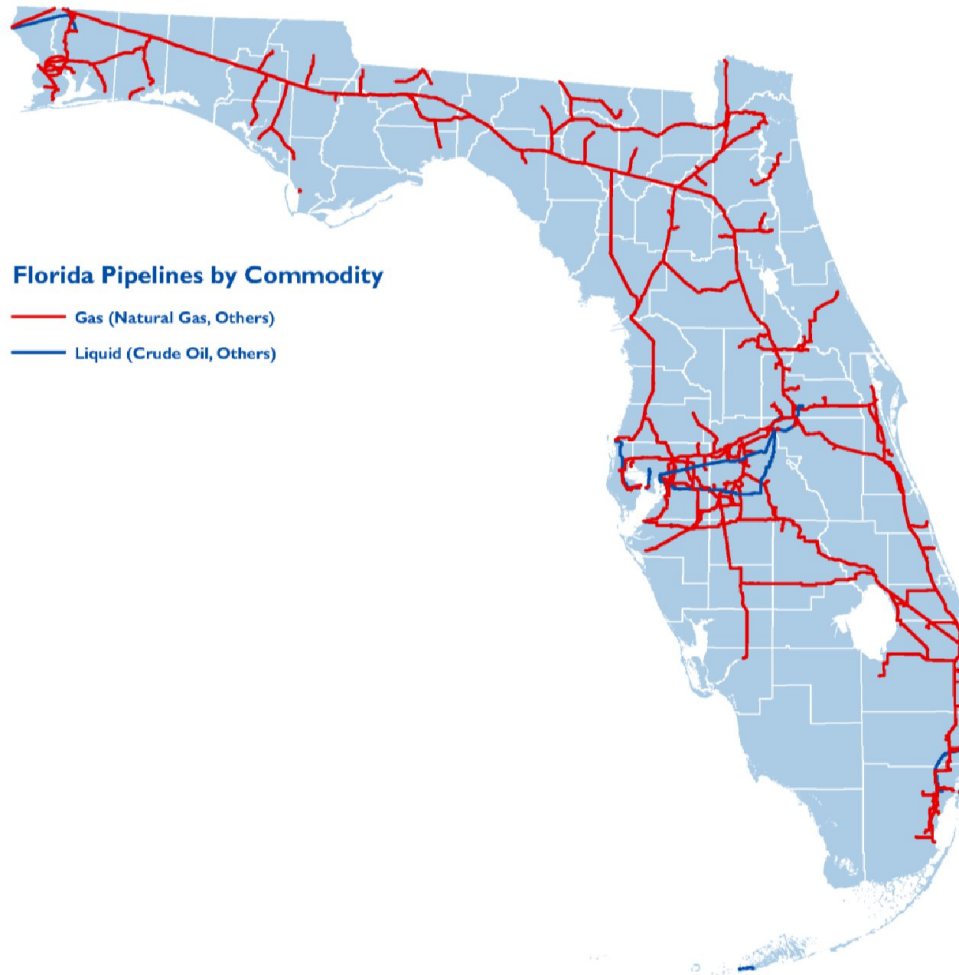 Florida Pipelines by Commodity
Gas (Natural Gas, Others)
Liquid (Crude Oil, Others)